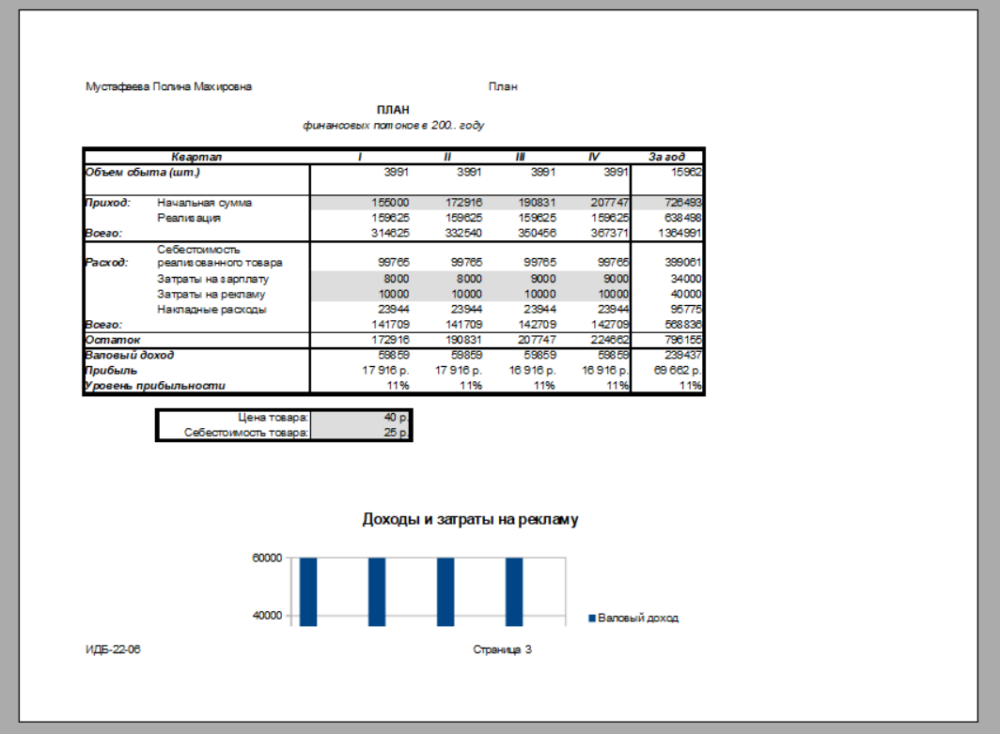 Мустафаева Полина Махировна План
ПЛАН
финансовых потоков в 200.. году
Квартал I II III IV За год
Объем сбыта (шт.) 3991 3991 3991 3991 15962
Приход: Начальная сумма 155000 172916 190831 207747 726493
Реализация 159625 159625 159625 159625 638498
Всего: 314625 332540 350456 367371 1364991
Себестоимость
Расход: реализованного товара 99765 99765 99765 99765 399061
Затраты на зарплату 8000 8000 9000 9000 34000
Затраты на рекламу 10000 10000 10000 10000 40000
Накладные расходы 23944 23944 23944 23944 95775
Всего: 141709 141709 142709 142709 568836
Остаток 172916 190831 207747 224662 796155
Валовый доход 59859 59859 59859 59859 239437
Прибыль 17 916 р. 17 916 р. 16 916 р. 16 916 р. 69 662 р.
Уровень прибыльности 11% 11% 11% 11% 11%
Цена товара: 40 р.
Себестоимость товара: 25 р.
Доходы и затраты на рекламу
60000
40000
Валовый доход
ИДБ-22-06 Страница 3